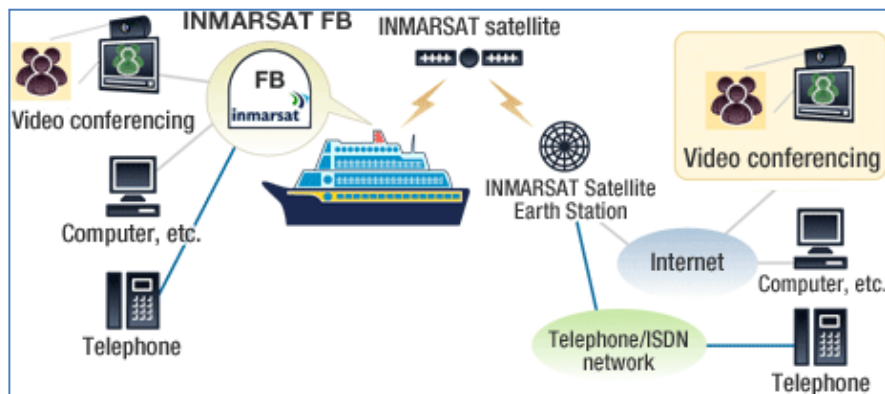 INMARSAT FB
INMARSAT satellite
FB
inmarsat
Video conferencing
Computer, etc.
Telephone
INMARSAT Satellite
Earth Station
Video conferencing
Internet
Computer, etc.
Telephone/ISDN
network
Telephone